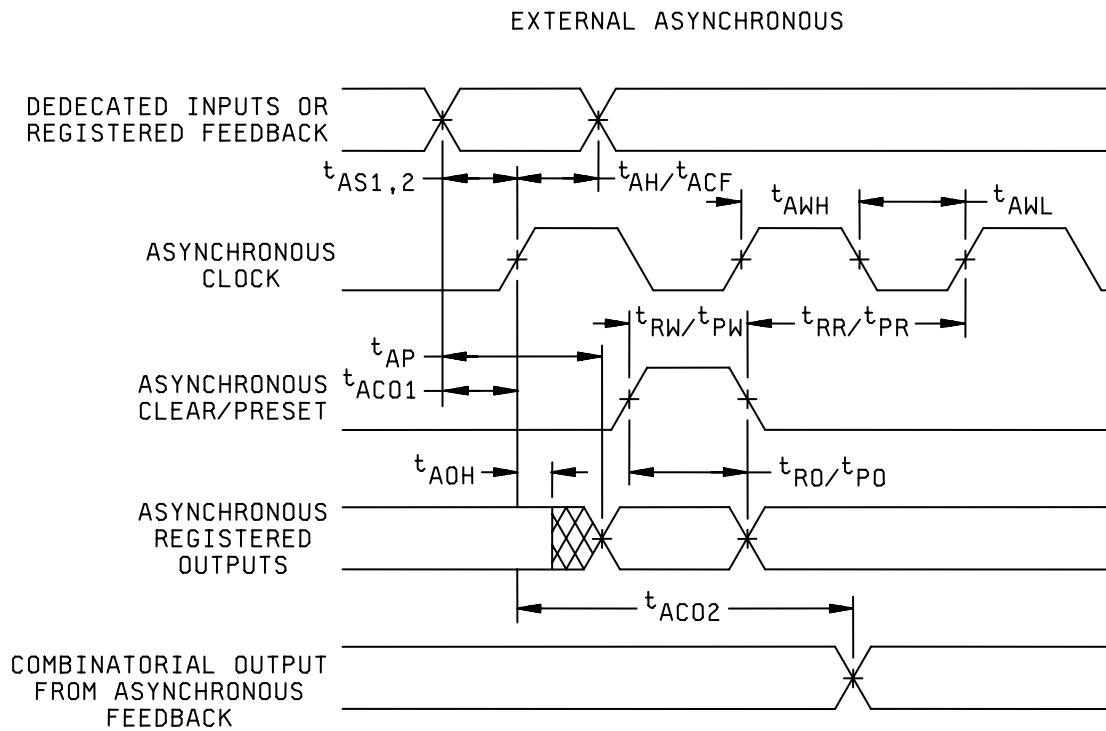 EXTERNAL ASYNCHRONOUS
DEDECATED INPUTS OR
REGISTERED FEEDBACK
tAS1,2
tAH/tACF
tAWH
tAWL
ASYNCHRONOUS
CLOCK
tRW/tPW
tRR/tPR
tAP
tACO1
ASYNCHRONOUS
CLEAR/PRESET
tAOH
tRO/tPO
ASYNCHRONOUS
REGISTERED
OUTPUTS
tACO2
COMBINATORIAL OUTPUT
FROM ASYNCHRONOUS
FEEDBACK